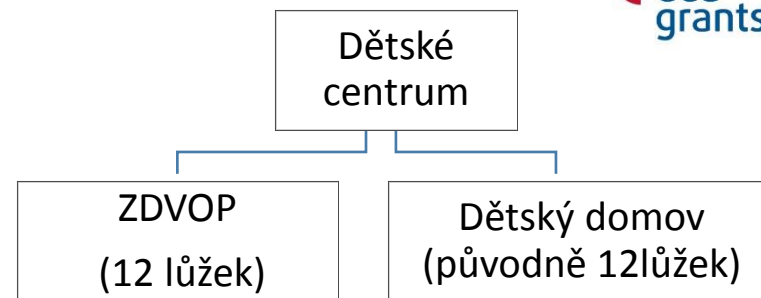 grants
Dětské
centrum
ZDVOP
(12 lůžek)
Dětský domov
(původně 12lůžek)